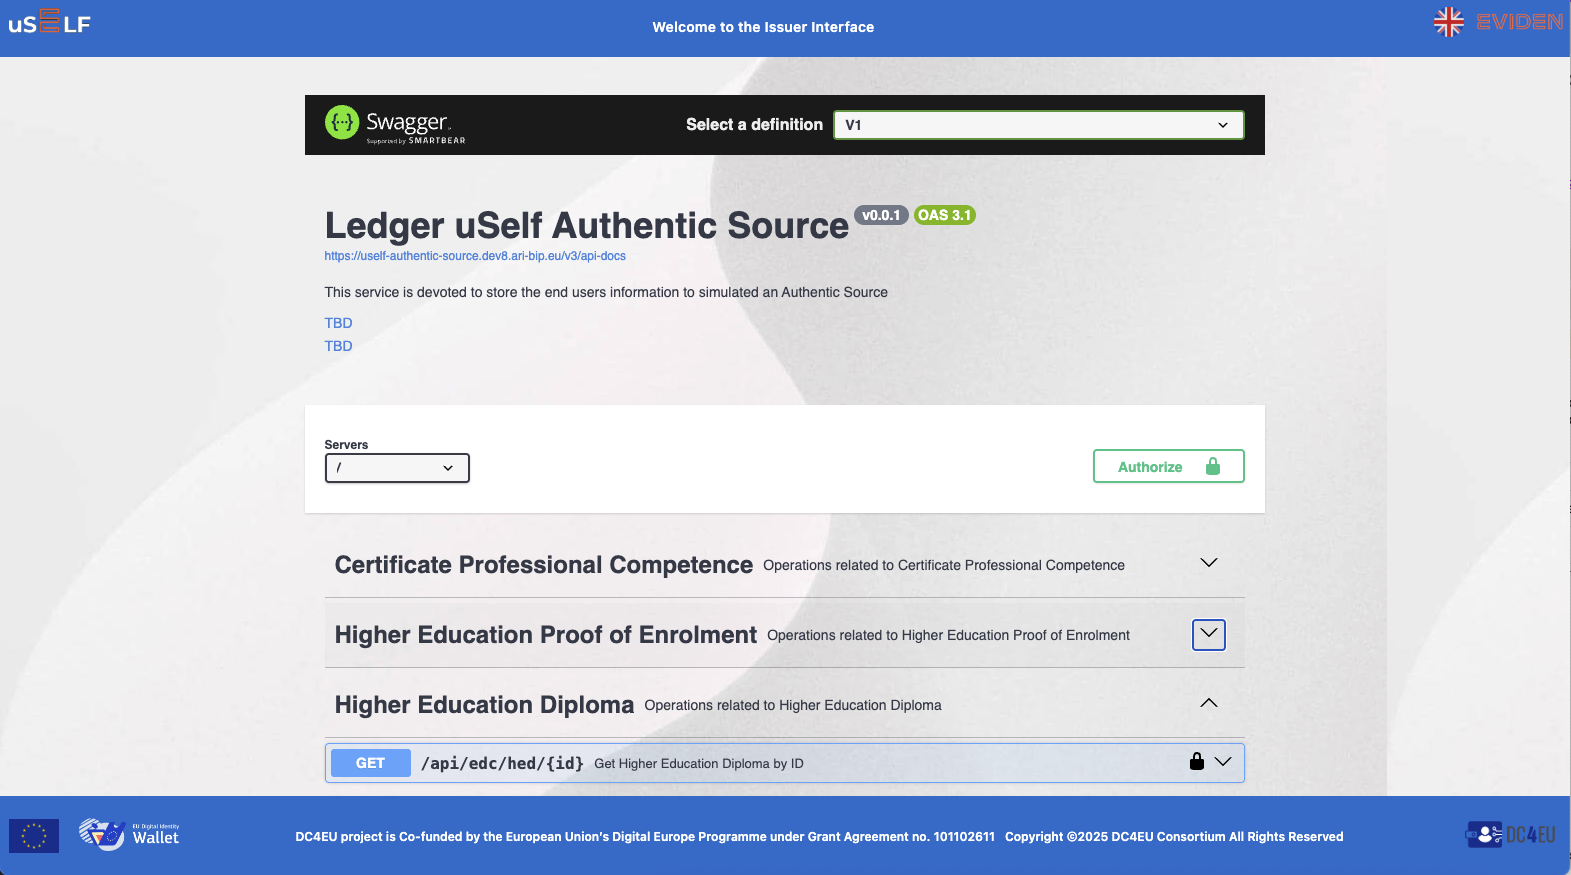 uSELF
Welcome to the Issuer Interface
EVIDEN
Swagger
Supported by SMARTBEAR
Select a definition
V1
Ledger uSelf Authentic Source
v0.0.1
OAS 3.1
https://uself-authentic-source.dev8.ari-bip.eu/v3/api-docs
This service is devoted to store the end users information to simulated an Authentic Source
TBD
TBD
Servers
/
Authorize
Certificate Professional Competence Operations related to Certificate Professional Competence
Higher Education Proof of Enrolment Operations related to Higher Education Proof of Enrolment
Higher Education Diploma Operations related to Higher Education Diploma
GET /api/edc/hed/{id} Get Higher Education Diploma by ID
EU Digital Identity
Wallet
DC4EU project is Co-funded by the European Union's Digital Europe Programme under Grant Agreement no. 101102611 Copyright ©2025 DC4EU Consortium All Rights Reserved
DC4EU